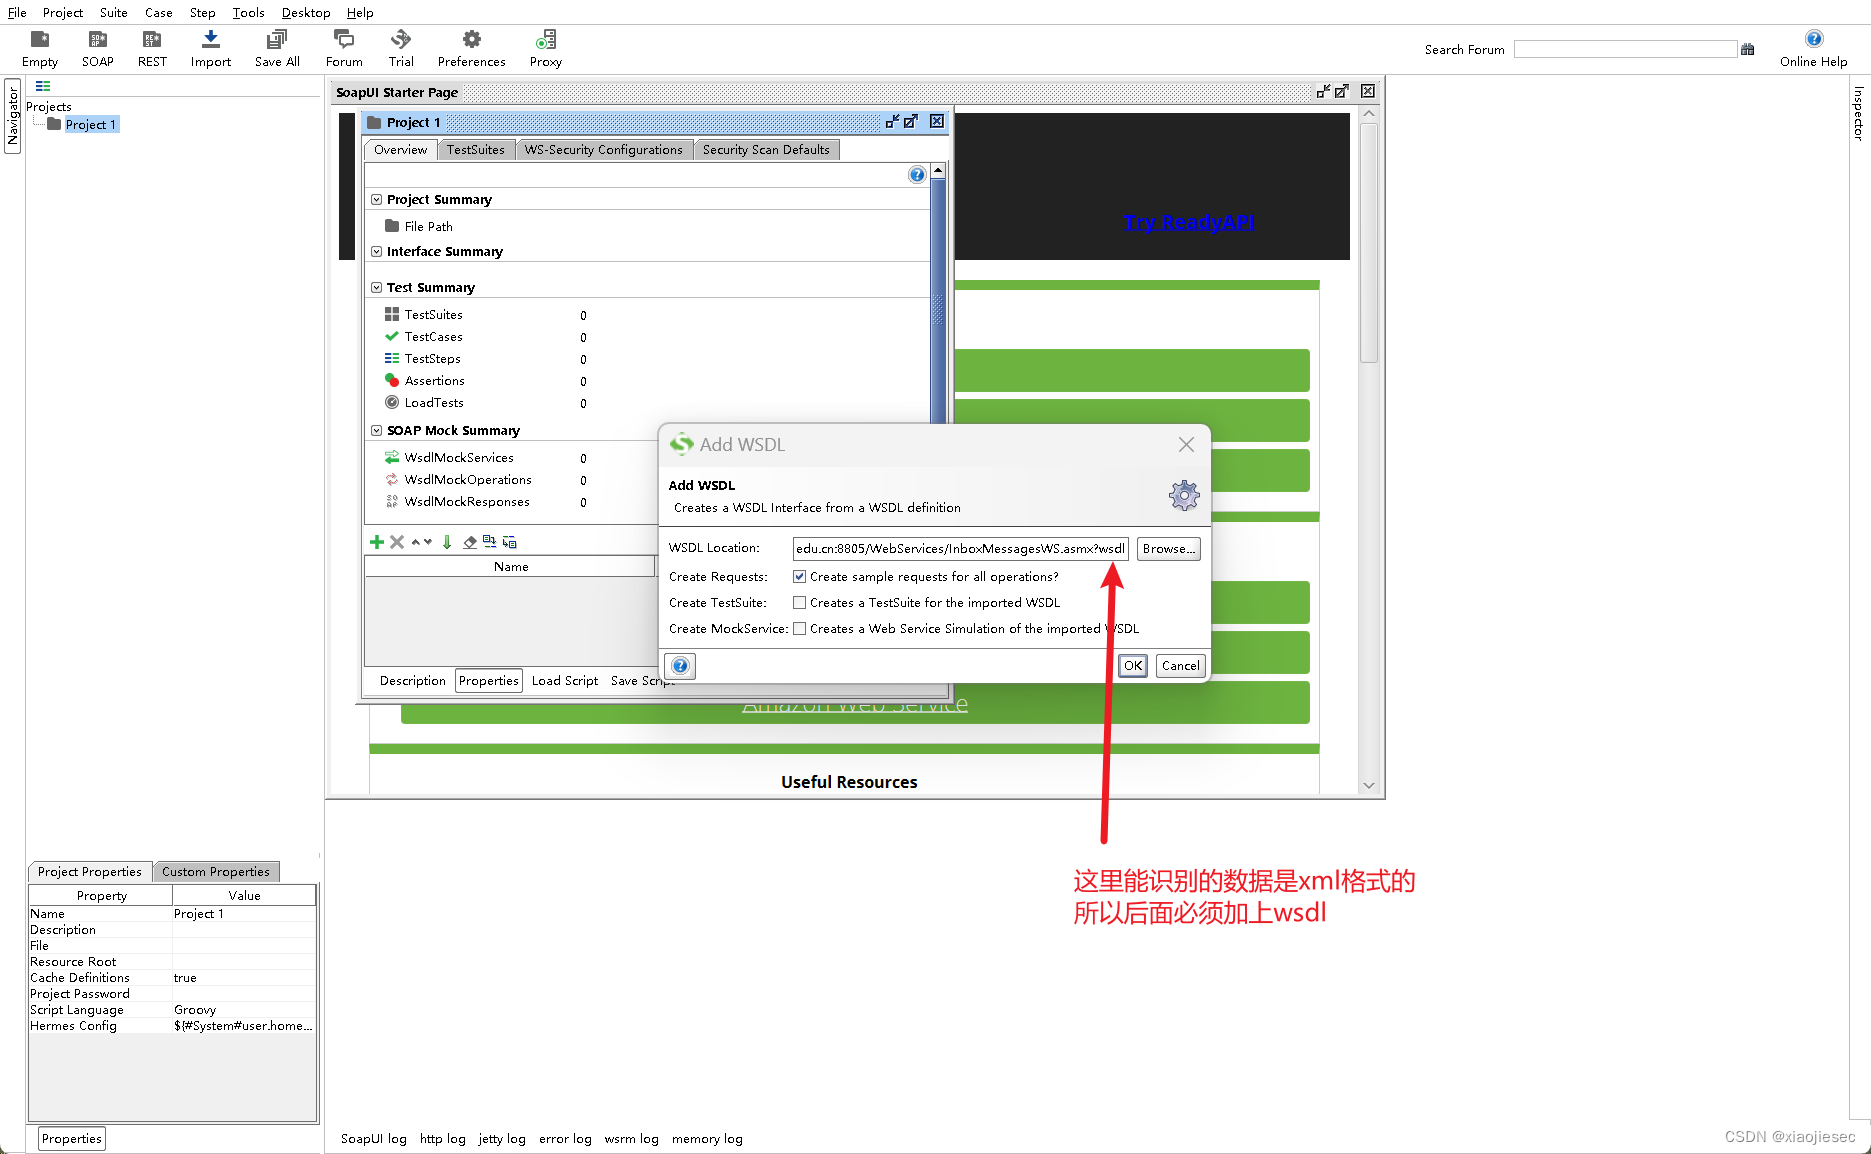 File Project Suite Case Step Tools Desktop Help
Empty SOAP REST Import Save All Forum Trial Preferences Proxy
Search Forum
Online Help
Navigator
Projects
Project 1
Inspector
SoapUI Starter Page
Project 1
Overview TestSuites WS-Security Configurations Security Scan Defaults
Project Summary
File Path
Interface Summary
Test Summary
TestSuites 0
TestCases 0
TestSteps 0
Assertions 0
LoadTests 0
SOAP Mock Summary
WsdlMockServices 0
WsdlMockOperations 0
WsdlMockResponses 0
Name
Description Properties Load Script Save Script
Try ReadyAPI
Add WSDL
Add WSDL
Creates a WSDL Interface from a WSDL definition
WSDL Location: edu.cn:8805/WebServices/InboxMessagesWS.asmx?wsdl Browse...
Create Requests: Create sample requests for all operations?
Create TestSuite: Creates a TestSuite for the imported WSDL
Create MockService: Creates a Web Service Simulation of the imported WSDL
OK Cancel
Amazon Web Service
Useful Resources
这里能识别的数据是xml格式的
所以后面必须加上wsdl
Project Properties Custom Properties
Property Value
Name Project 1
Description
File
Resource Root
Cache Definitions true
Project Password
Script Language Groovy
Hermes Config ${#System#user.home...
Properties
SoapUI log http log jetty log error log wsrm log memory log
CSDN @xiaojiesec